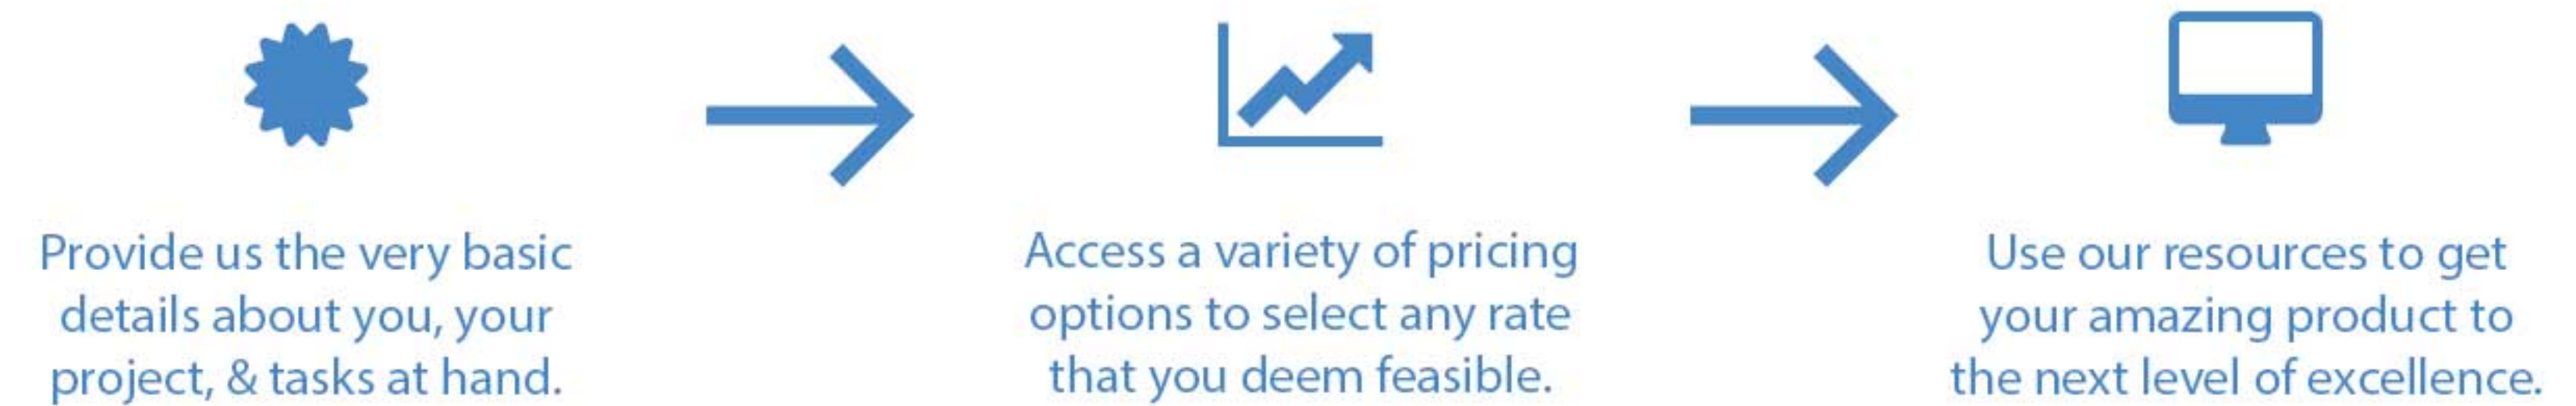 Provide us the very basic
details about you, your
project, & tasks at hand.
Access a variety of pricing
options to select any rate
that you deem feasible.
Use our resources to get
your amazing product to
the next level of excellence.